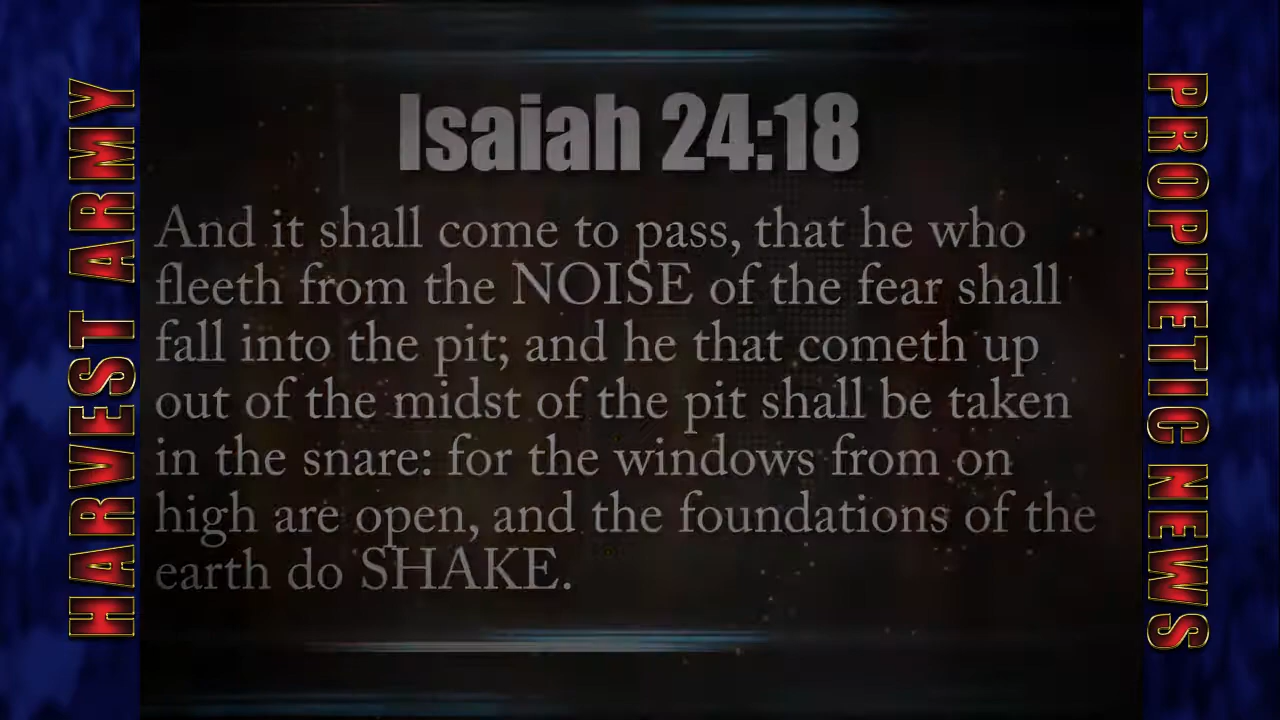 HARVEST ARMY
Isaiah 24:18
And it shall come to pass, that he who
fleeth from the NOISE of the fear shall
fall into the pit; and he that cometh up
out of the midst of the pit shall be taken
in the snare: for the windows from on
high are open, and the foundations of the
earth do SHAKE.
PROPHETIC NEWS